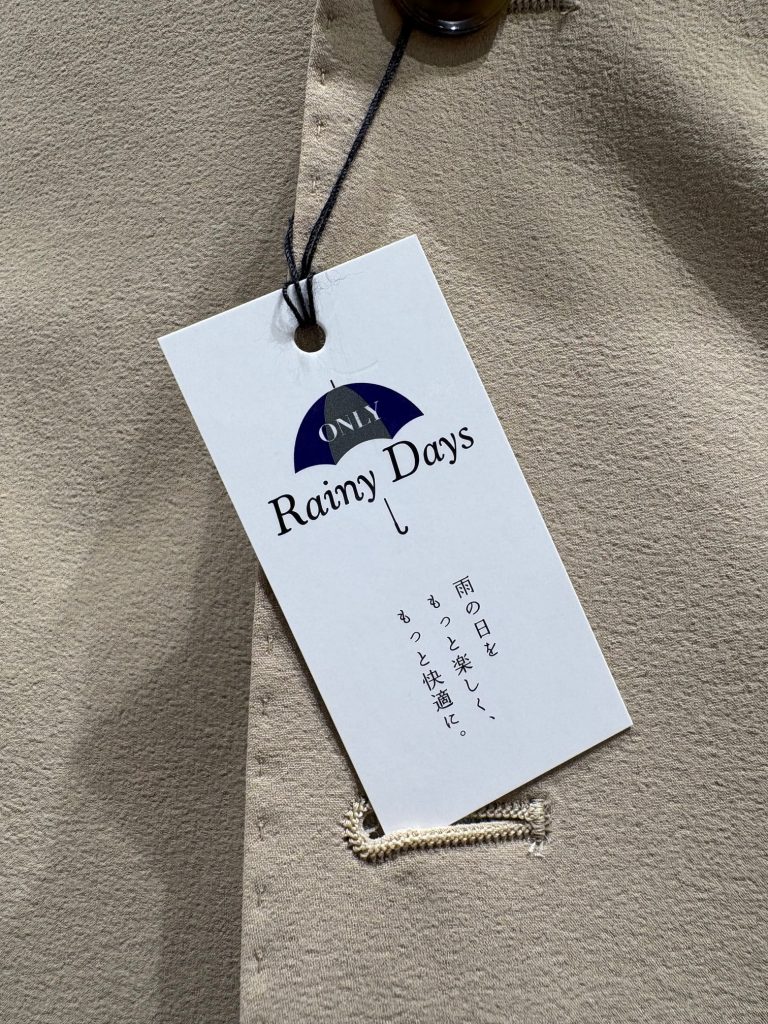 ONLY
Rainy Days
雨の日を
もっと楽しく、
もっと快適に。